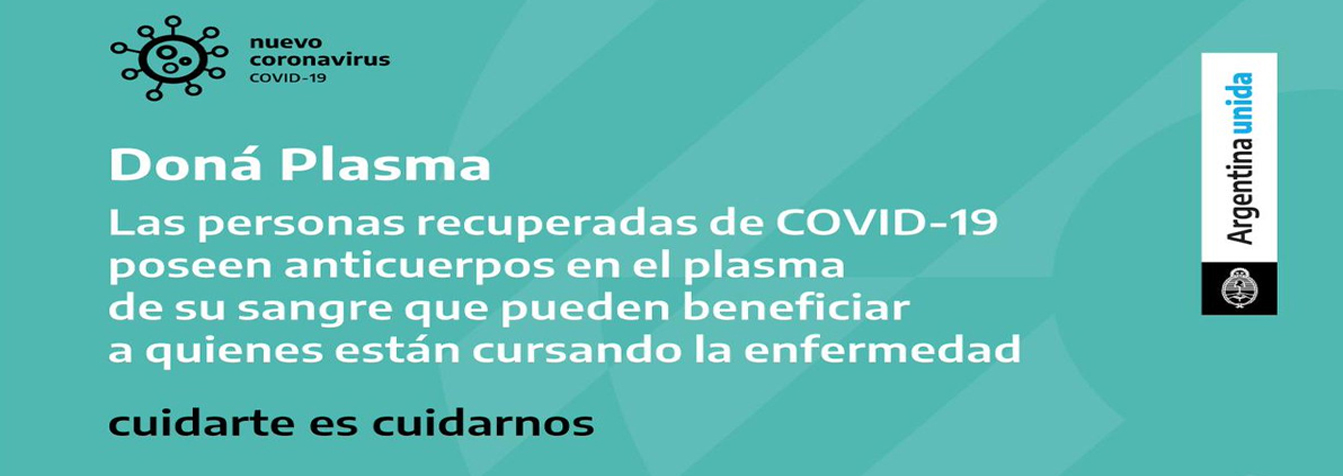 nuevo
coronavirus
COVID-19
Doná Plasma
Las personas recuperadas de COVID-19
poseen anticuerpos en el plasma
de su sangre que pueden beneficiar
a quienes están cursando la enfermedad
cuidarte es cuidarnos
Argentina unida